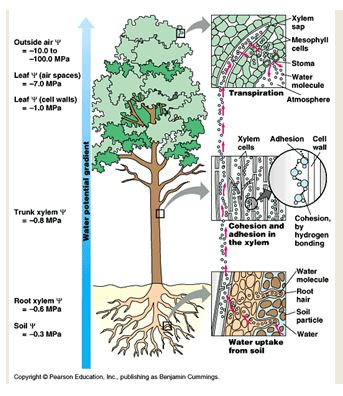 Outside air Ψ
= –10.0 to
–100.0 MPa
Leaf Ψ (air spaces)
= –7.0 MPa
Leaf Ψ (cell walls)
= –1.0 MPa
Trunk xylem Ψ
= –0.8 MPa
Root xylem Ψ
= –0.6 MPa
Soil Ψ
= –0.3 MPa
Water potential gradient
Xylem
sap
Mesophyll
cells
Stoma
Water
molecule
Atmosphere
Transpiration
Xylem
cells
Adhesion
Cell
wall
Cohesion,
by
hydrogen
bonding
Cohesion and
adhesion in
the xylem
Water
molecule
Root
hair
Soil
particle
Water
Water uptake
from soil
Copyright © Pearson Education, Inc., publishing as Benjamin Cummings.